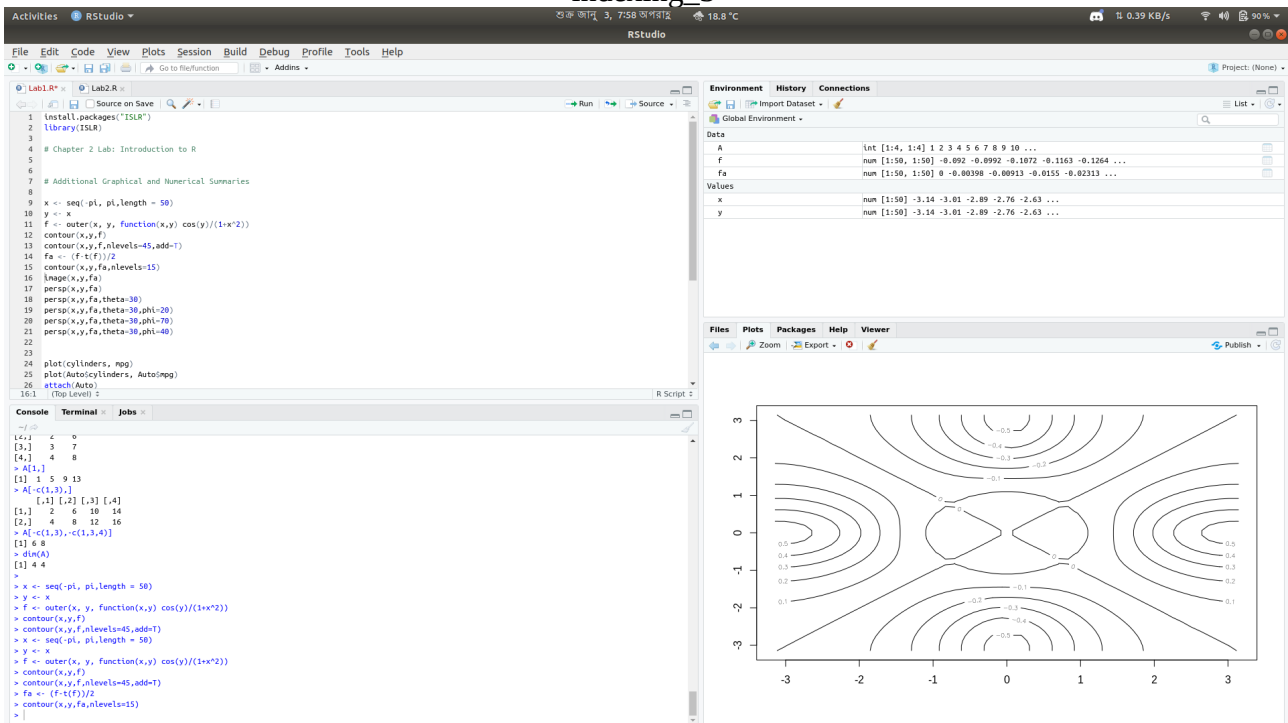 indexing_3
Activities RStudio শুক্র জানু 3, 7:58 অপরাহ্ণ 18.8 °C 0.39 KB/s 90 %
RStudio
File Edit Code View Plots Session Build Debug Profile Tools Help
Go to file/function Addins Project: (None)
Lab1.R* × Lab2.R ×
Source on Save Run Source
1 install.packages("ISLR")
2 library(ISLR)
3
4 # Chapter 2 Lab: Introduction to R
5
6
7 # Additional Graphical and Numerical Summaries
8
9 x <- seq(-pi, pi,length = 50)
10 y <- x
11 f <- outer(x, y, function(x,y) cos(y)/(1+x^2))
12 contour(x,y,f)
13 contour(x,y,f,nlevels=45,add=T)
14 fa <- (f-t(f))/2
15 contour(x,y,fa,nlevels=15)
16 image(x,y,fa)
17 persp(x,y,fa)
18 persp(x,y,fa,theta=30)
19 persp(x,y,fa,theta=30,phi=20)
20 persp(x,y,fa,theta=30,phi=70)
21 persp(x,y,fa,theta=30,phi=40)
22
23
24 plot(cylinders, mpg)
25 plot(Auto$cylinders, Auto$mpg)
26 attach(Auto)
16:1 (Top Level) R Script
Console Terminal × Jobs ×
~/
[2,] 2 6
[3,] 3 7
[4,] 4 8
> A[1,]
[1] 1 5 9 13
> A[-c(1,3),]
[,1] [,2] [,3] [,4]
[1,] 2 6 10 14
[2,] 4 8 12 16
> A[-c(1,3),-c(1,3,4)]
[1] 6 8
> dim(A)
[1] 4 4
>
> x <- seq(-pi, pi,length = 50)
> y <- x
> f <- outer(x, y, function(x,y) cos(y)/(1+x^2))
> contour(x,y,f)
> contour(x,y,f,nlevels=45,add=T)
> x <- seq(-pi, pi,length = 50)
> y <- x
> f <- outer(x, y, function(x,y) cos(y)/(1+x^2))
> contour(x,y,f)
> contour(x,y,f,nlevels=45,add=T)
> fa <- (f-t(f))/2
> contour(x,y,fa,nlevels=15)
>
Environment History Connections
Import Dataset List
Global Environment
Data
A int [1:4, 1:4] 1 2 3 4 5 6 7 8 9 10 ...
f num [1:50, 1:50] -0.092 -0.0992 -0.1072 -0.1163 -0.1264 ...
fa num [1:50, 1:50] 0 -0.00398 -0.00913 -0.0155 -0.02313 ...
Values
x num [1:50] -3.14 -3.01 -2.89 -2.76 -2.63 ...
y num [1:50] -3.14 -3.01 -2.89 -2.76 -2.63 ...
Files Plots Packages Help Viewer
Zoom Export Publish
3
−0.5
−0.4
−0.3
2
−0.2
−0.1
1
0
0
0
0.5
0.5
0.4
0.4
0
0.3
0
0.3
-1
0.2
0.2
−0.1
0.1
−0.2
0.1
-2
−0.3
−0.4
−0.5
-3
-3 -2 -1 0 1 2 3